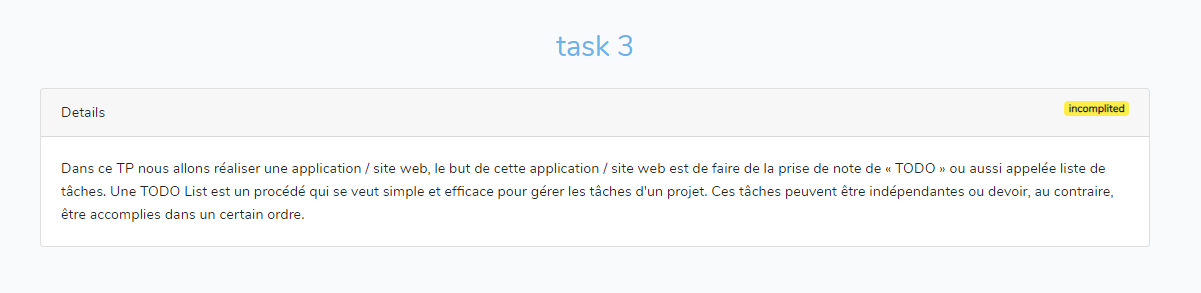 task 3
Details
incomplited
Dans ce TP nous allons réaliser une application / site web, le but de cette application / site web est de faire de la prise de note de « TODO » ou aussi appelée liste de
tâches. Une TODO List est un procédé qui se veut simple et efficace pour gérer les tâches d'un projet. Ces tâches peuvent être indépendantes ou devoir, au contraire,
être accomplies dans un certain ordre.